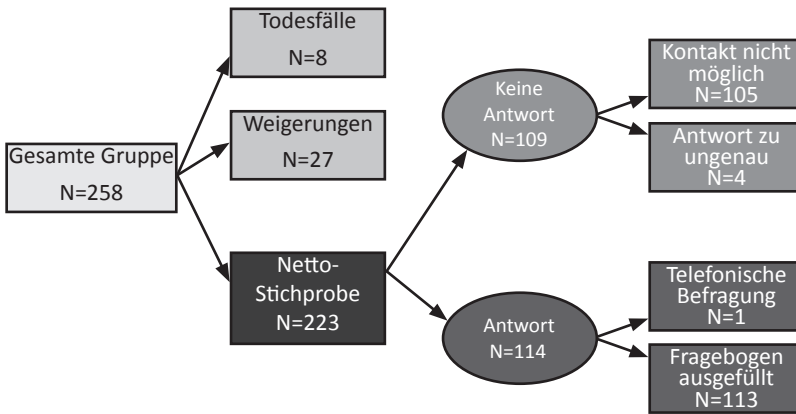 Todesfälle
N=8
Weigerungen
N=27
Gesamte Gruppe
N=258
Netto-
Stichprobe
N=223
Keine
Antwort
N=109
Antwort
N=114
Kontakt nicht
möglich
N=105
Antwort zu
ungenau
N=4
Telefonische
Befragung
N=1
Fragebogen
ausgefüllt
N=113